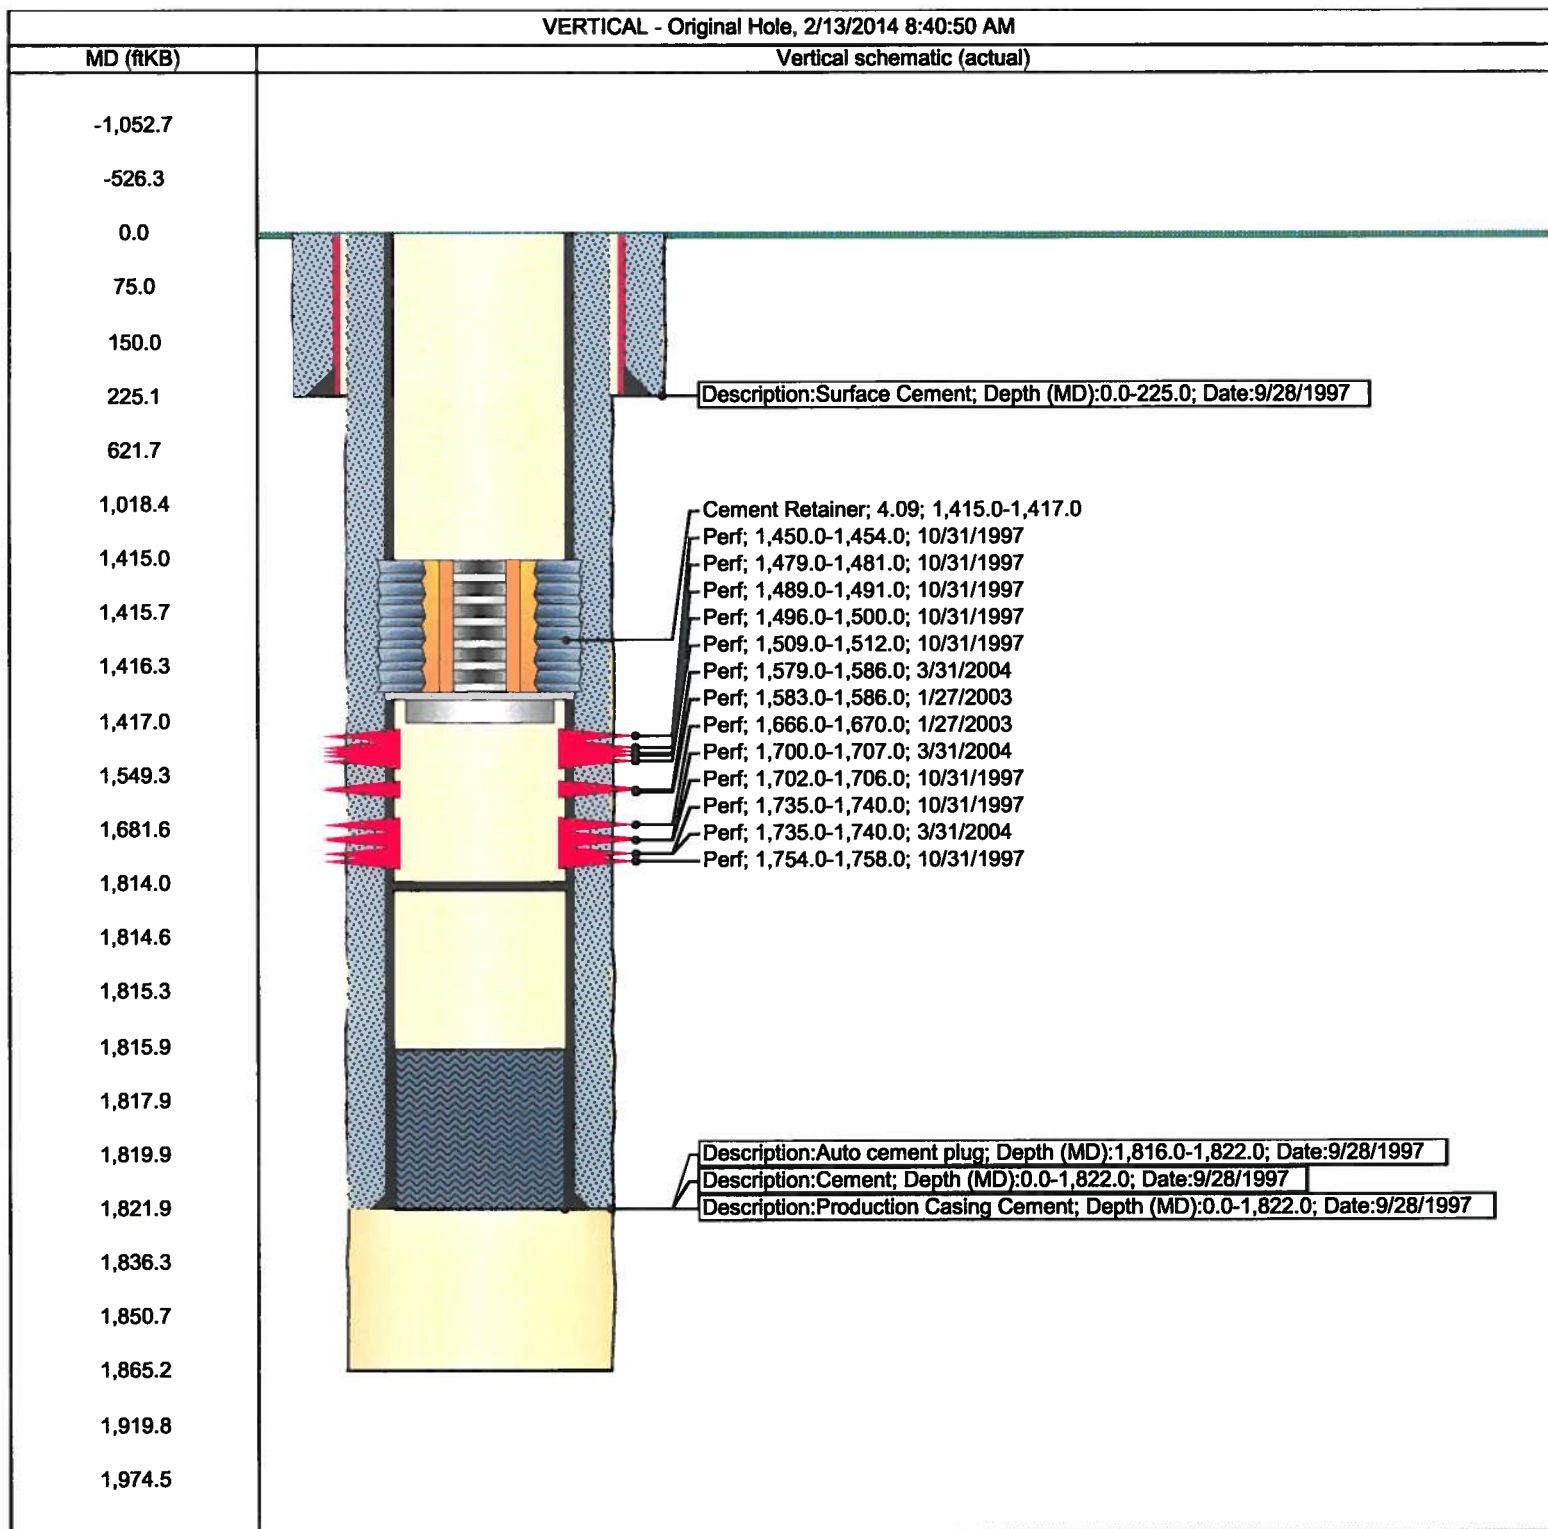 VERTICAL - Original Hole, 2/13/2014 8:40:50 AM
MD (ftKB)
Vertical schematic (actual)
-1,052.7
-526.3
0.0
75.0
150.0
225.1
Description:Surface Cement; Depth (MD):0.0-225.0; Date:9/28/1997
621.7
1,018.4
Cement Retainer; 4.09; 1,415.0-1,417.0
Perf; 1,450.0-1,454.0; 10/31/1997
1,415.0
Perf; 1,479.0-1,481.0; 10/31/1997
Perf; 1,489.0-1,491.0; 10/31/1997
1,415.7
Perf; 1,496.0-1,500.0; 10/31/1997
Perf; 1,509.0-1,512.0; 10/31/1997
1,416.3
Perf; 1,579.0-1,586.0; 3/31/2004
Perf; 1,583.0-1,586.0; 1/27/2003
1,417.0
Perf; 1,666.0-1,670.0; 1/27/2003
Perf; 1,700.0-1,707.0; 3/31/2004
1,549.3
Perf; 1,702.0-1,706.0; 10/31/1997
Perf; 1,735.0-1,740.0; 10/31/1997
1,681.6
Perf; 1,735.0-1,740.0; 3/31/2004
Perf; 1,754.0-1,758.0; 10/31/1997
1,814.0
1,814.6
1,815.3
1,815.9
1,817.9
1,819.9
Description:Auto cement plug; Depth (MD):1,816.0-1,822.0; Date:9/28/1997
Description:Cement; Depth (MD):0.0-1,822.0; Date:9/28/1997
1,821.9
Description:Production Casing Cement; Depth (MD):0.0-1,822.0; Date:9/28/1997
1,836.3
1,850.7
1,865.2
1,919.8
1,974.5